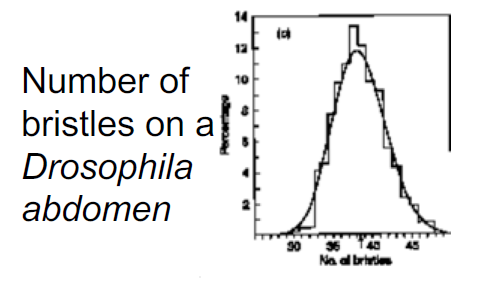 Number of
bristles on a
Drosophila
abdomen
14
12
10
8
6
4
2
Percentage
30 35 40 45
No. of bristles